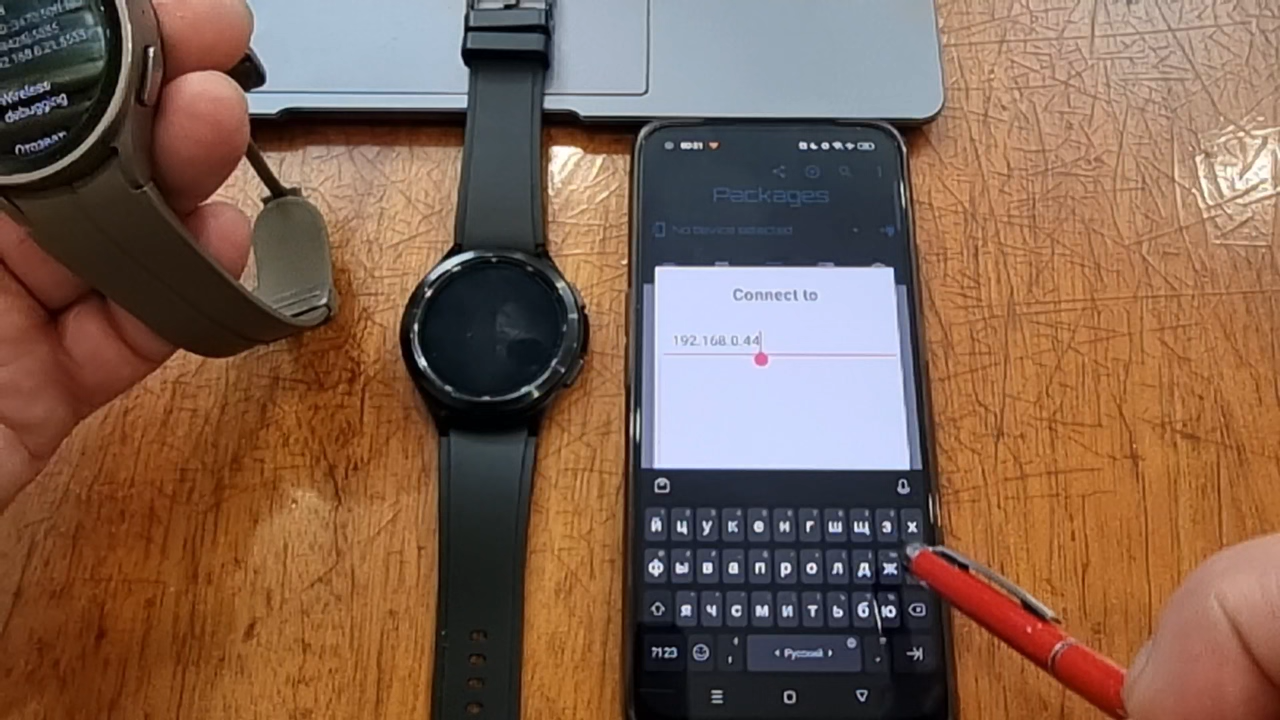 Wireless
debugging
Packages
No device selected
Connect to
192.168.0.44
й ц у к е н г ш щ з х
ф ы в а п р о л д ж
я ч с м и т ь б ю
?123
Русский